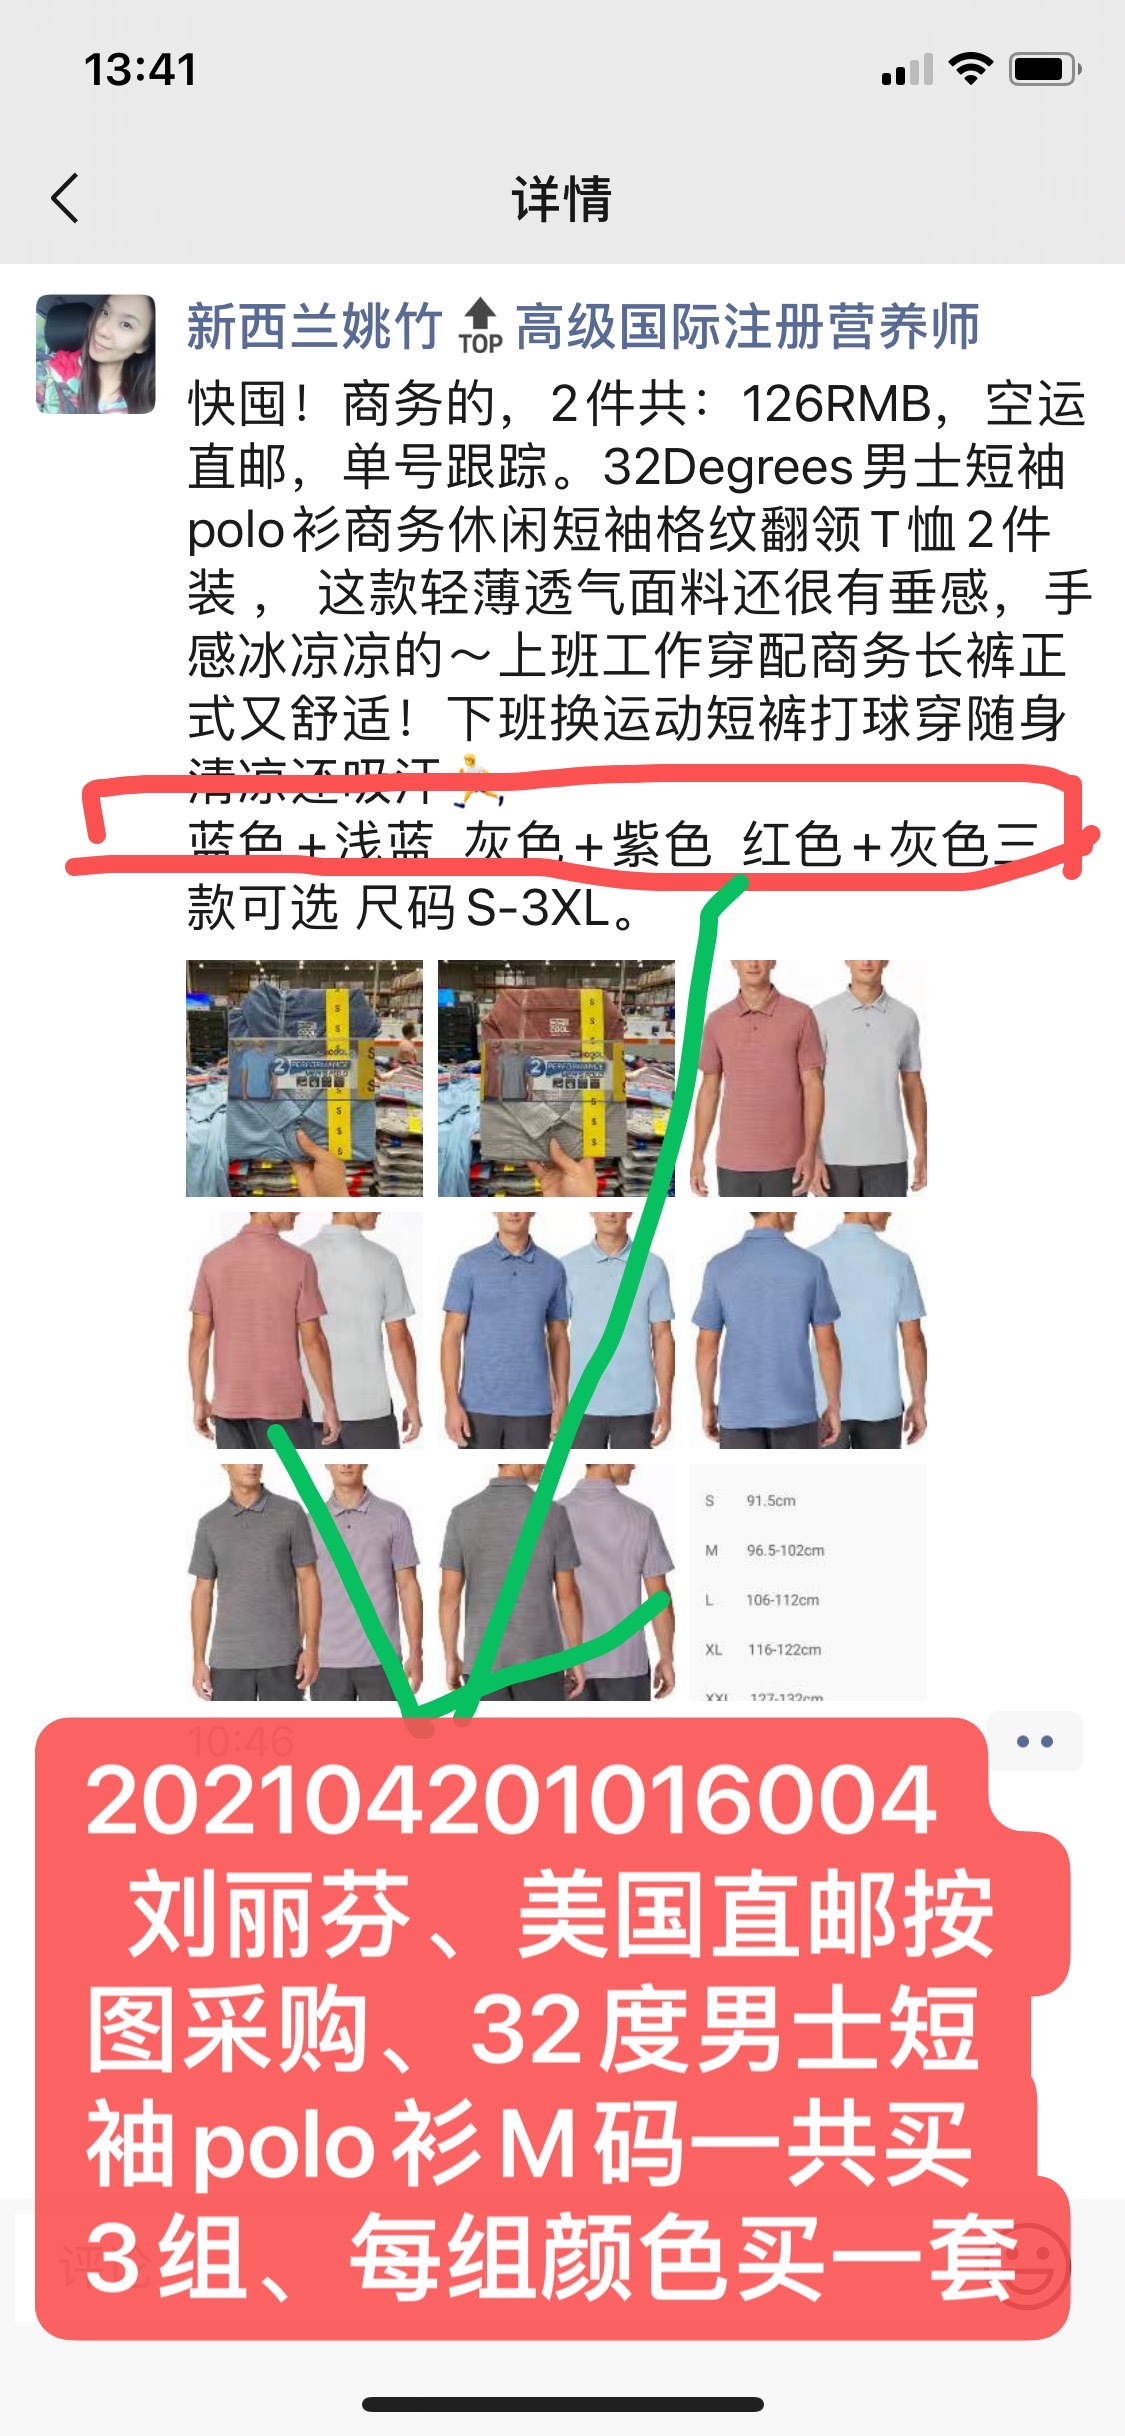 13:41
详情
新西兰姚竹 TOP 高级国际注册营养师
快囤！商务的，2件共：126RMB，空运
直邮，单号跟踪。32Degrees男士短袖
polo衫商务休闲短袖格纹翻领T恤2件
装， 这款轻薄透气面料还很有垂感，手
感冰凉凉的～上班工作穿配商务长裤正
式又舒适！下班换运动短裤打球穿随身
清凉还吸汗
蓝色+浅蓝 灰色+紫色 红色+灰色三
款可选 尺码S-3XL。
S 91.5cm
M 96.5-102cm
L 106-112cm
XL 116-122cm
XXL 127-132cm
10:46
202104201016004
刘丽芬、美国直邮按
图采购、32度男士短
袖polo衫M码一共买
3组、每组颜色买一套
评论